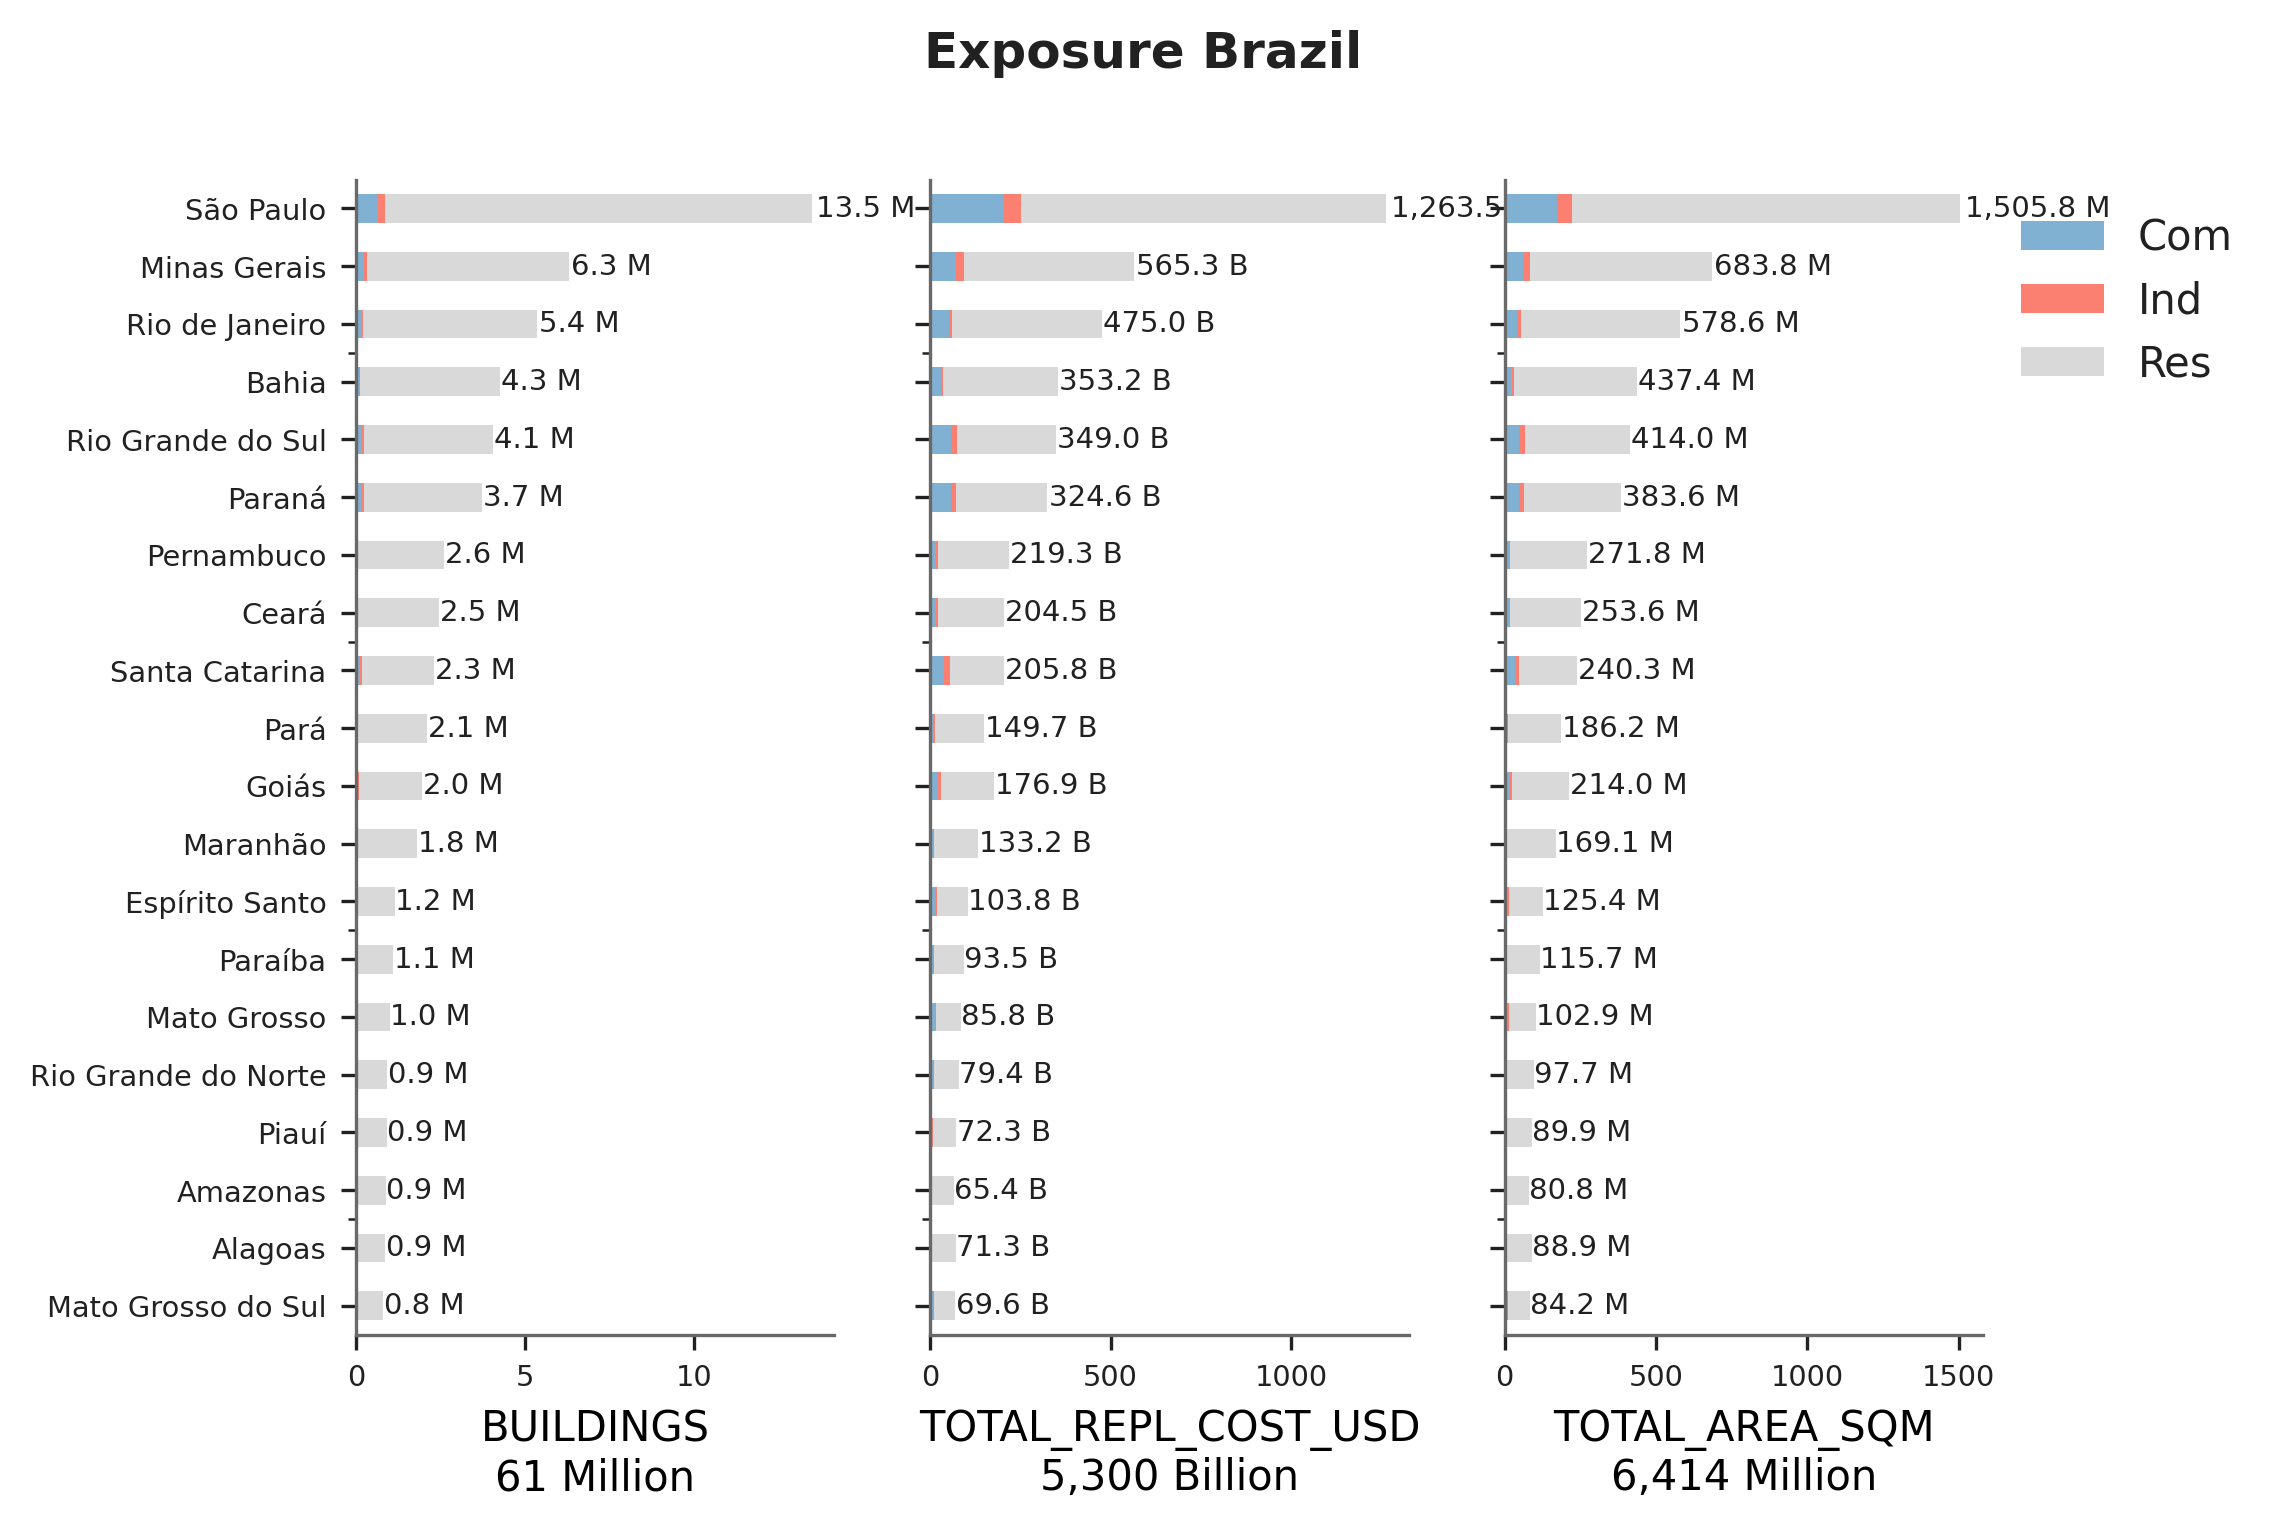 Exposure Brazil
São Paulo 13.5 M 1,263.5 1,505.8 M
Minas Gerais 6.3 M 565.3 B 683.8 M
Rio de Janeiro 5.4 M 475.0 B 578.6 M
Bahia 4.3 M 353.2 B 437.4 M
Rio Grande do Sul 4.1 M 349.0 B 414.0 M
Paraná 3.7 M 324.6 B 383.6 M
Pernambuco 2.6 M 219.3 B 271.8 M
Ceará 2.5 M 204.5 B 253.6 M
Santa Catarina 2.3 M 205.8 B 240.3 M
Pará 2.1 M 149.7 B 186.2 M
Goiás 2.0 M 176.9 B 214.0 M
Maranhão 1.8 M 133.2 B 169.1 M
Espírito Santo 1.2 M 103.8 B 125.4 M
Paraíba 1.1 M 93.5 B 115.7 M
Mato Grosso 1.0 M 85.8 B 102.9 M
Rio Grande do Norte 0.9 M 79.4 B 97.7 M
Piauí 0.9 M 72.3 B 89.9 M
Amazonas 0.9 M 65.4 B 80.8 M
Alagoas 0.9 M 71.3 B 88.9 M
Mato Grosso do Sul 0.8 M 69.6 B 84.2 M
0 5 10 0 500 1000 0 500 1000 1500
BUILDINGS TOTAL_REPL_COST_USD TOTAL_AREA_SQM
61 Million 5,300 Billion 6,414 Million
Com
Ind
Res